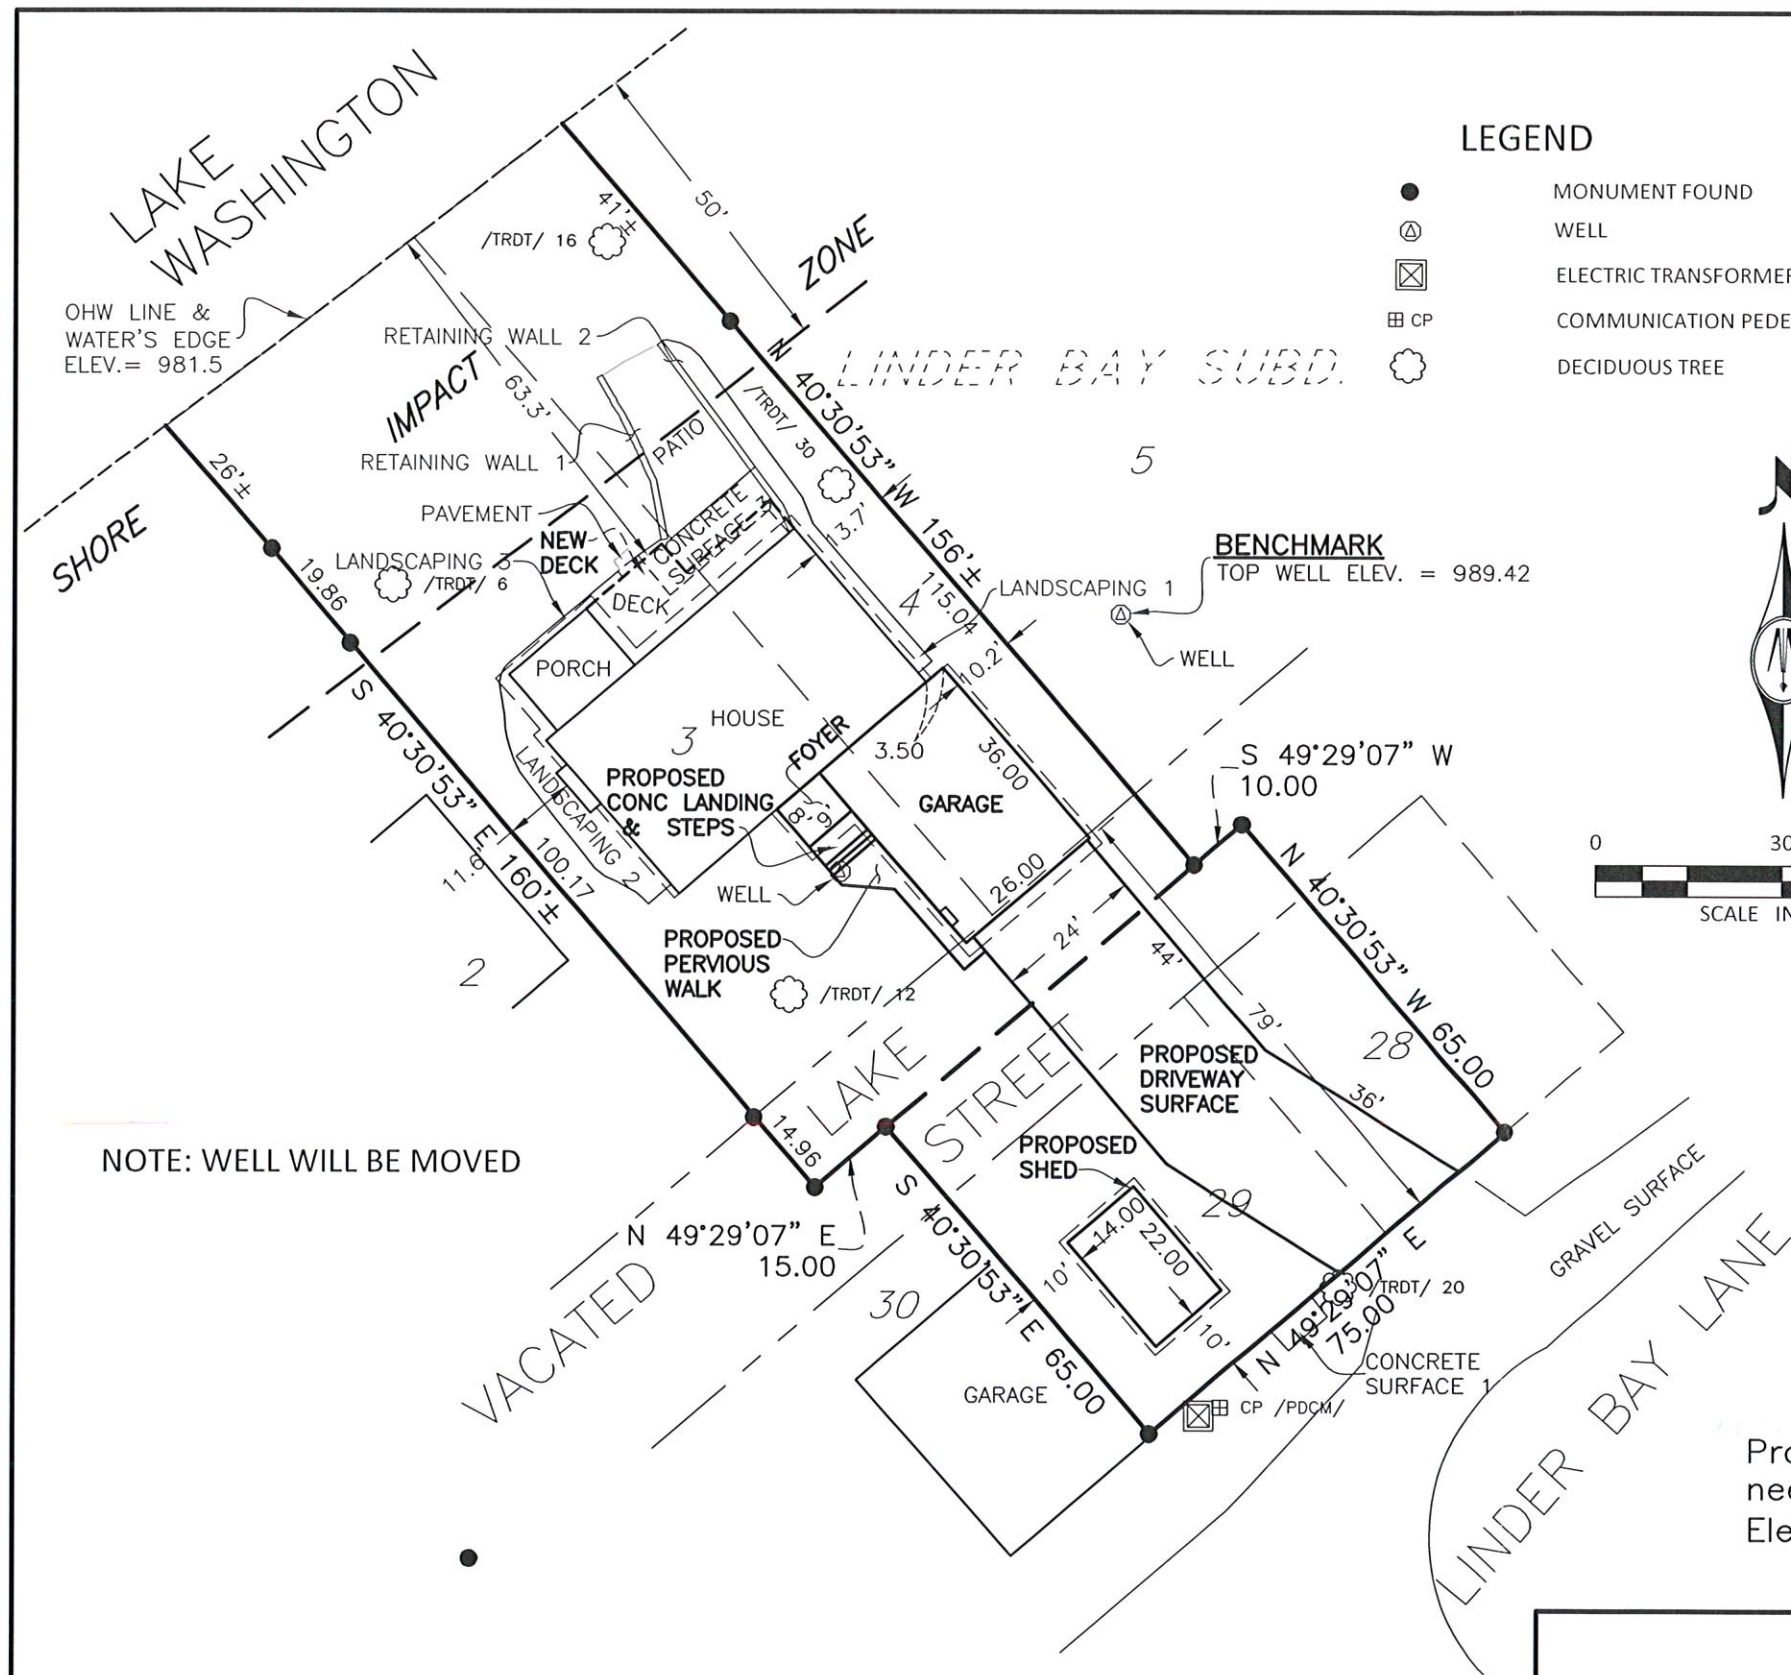 LAKE
WASHINGTON
OHW LINE &
WATER'S EDGE
ELEV.= 981.5
SHORE
IMPACT
ZONE
50'
41'±
/TRDT/ 16
63.3'
26'±
19.86
RETAINING WALL 2
RETAINING WALL 1
PAVEMENT
NEW
DECK
LANDSCAPING 3
/TRDT/ 6
PATIO
CONCRETE
SURFACE 3
DECK
PORCH
HOUSE
3
4
/TRDT/ 30
13.7'
N 40°30'53" W 156'±
115.04
LINDER BAY SUBD.
5
LEGEND
MONUMENT FOUND
WELL
ELECTRIC TRANSFORMER
CP COMMUNICATION PEDE
DECIDUOUS TREE
BENCHMARK
TOP WELL ELEV. = 989.42
WELL
LANDSCAPING 1
10.2'
3.50
36.00
FOYER
GARAGE
26.00
8'
6'
PROPOSED
CONC LANDING
& STEPS
WELL
PROPOSED
PERVIOUS
WALK
/TRDT/ 12
LANDSCAPING 2
S 40°30'53" E 160'±
100.17
11.6'
2
S 49°29'07" W
10.00
N 40°30'53" W 65.00
0
30
SCALE IN
24'
44'
79'
36'
28
PROPOSED
DRIVEWAY
SURFACE
PROPOSED
SHED
14.00
22.00
10'
10'
29
VACATED LAKE STREET
14.96
N 49°29'07" E
15.00
S 40°30'53" E 65.00
30
GARAGE
N 49°29'07" E
75.00
/TRDT/ 20
CONCRETE
SURFACE 1
CP /PDCM/
GRAVEL SURFACE
LINDER BAY LANE
NOTE: WELL WILL BE MOVED
Pro
nee
Ele